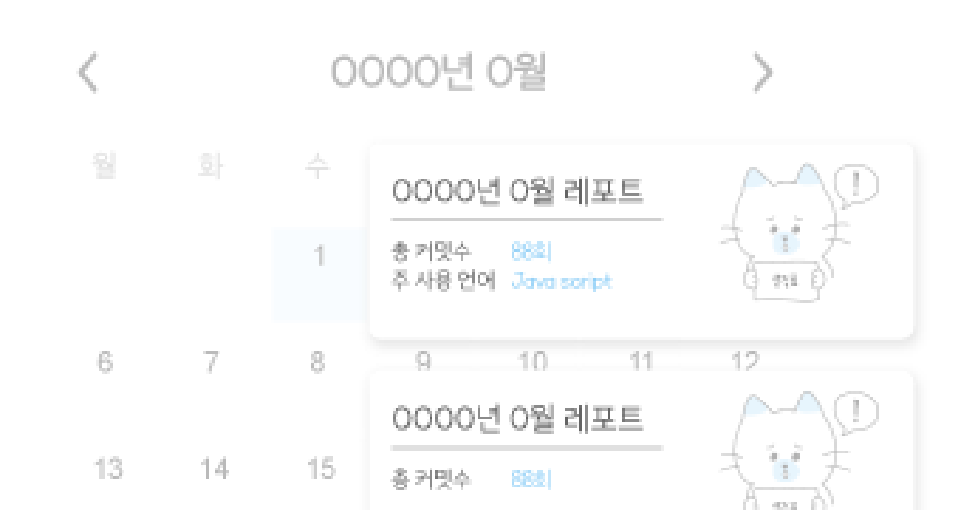 0000년 0월
월 화 수
0000년 0월 레포트
총 커밋수 88회
주 사용 언어 Java script
!
1
6 7 8 9 10 11 12
0000년 0월 레포트
!
13 14 15
총 커밋수 88회